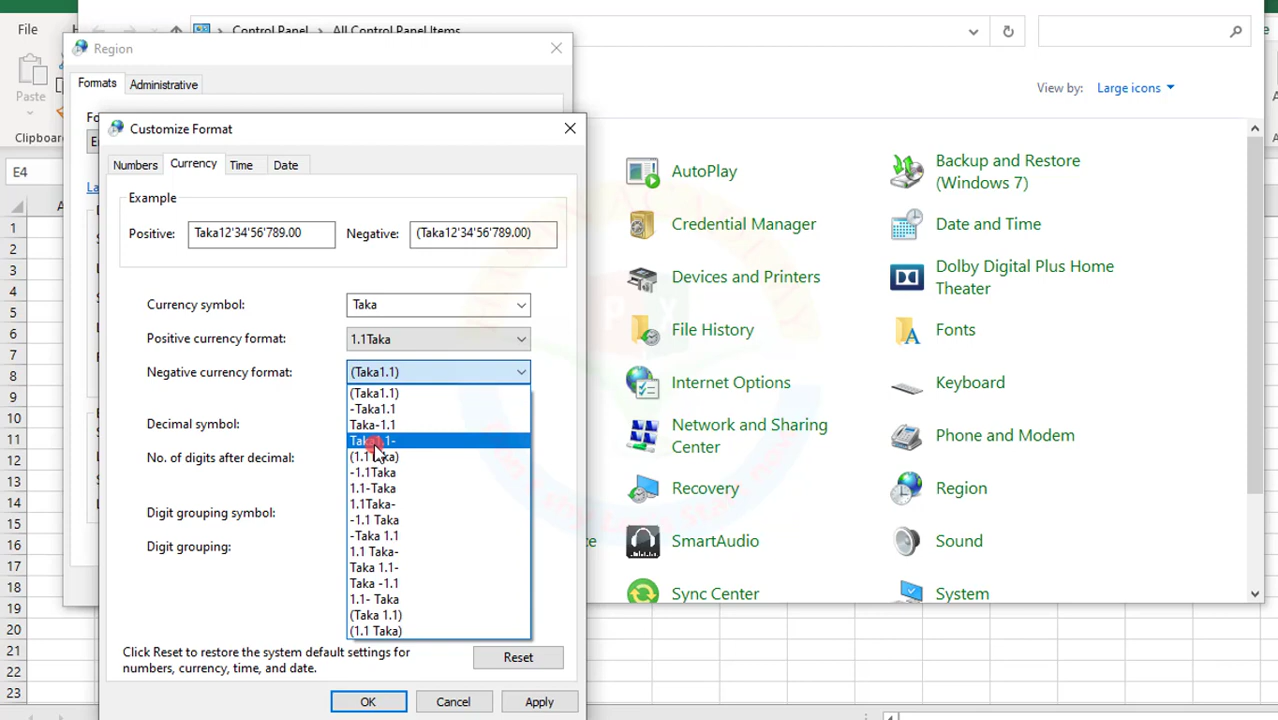 File
Control Panel
All Control Panel Items
Region
Paste
Clipboard
E4
Formats
Administrative
View by:
Large icons
Customize Format
Numbers
Currency
Time
Date
Example
Positive:
Taka12'34'56'789.00
Negative:
(Taka12'34'56'789.00)
Currency symbol:
Taka
Positive currency format:
1.1Taka
Negative currency format:
(Taka1.1)
(Taka1.1)
-Taka1.1
Taka-1.1
Taka1.1-
(1.1Taka)
-1.1Taka
1.1-Taka
1.1Taka-
-1.1 Taka
-Taka 1.1
1.1 Taka-
Taka 1.1-
Taka -1.1
1.1- Taka
(Taka 1.1)
(1.1 Taka)
Decimal symbol:
No. of digits after decimal:
Digit grouping symbol:
Digit grouping:
Click Reset to restore the system default settings for
numbers, currency, time, and date.
Reset
OK
Cancel
Apply
AutoPlay
Backup and Restore
(Windows 7)
Credential Manager
Date and Time
Devices and Printers
Dolby Digital Plus Home
Theater
File History
Fonts
Internet Options
Keyboard
Network and Sharing
Center
Phone and Modem
Recovery
Region
SmartAudio
Sound
Sync Center
System
1
2
3
4
5
6
7
8
9
10
11
12
13
14
15
16
17
18
19
20
21
22
23